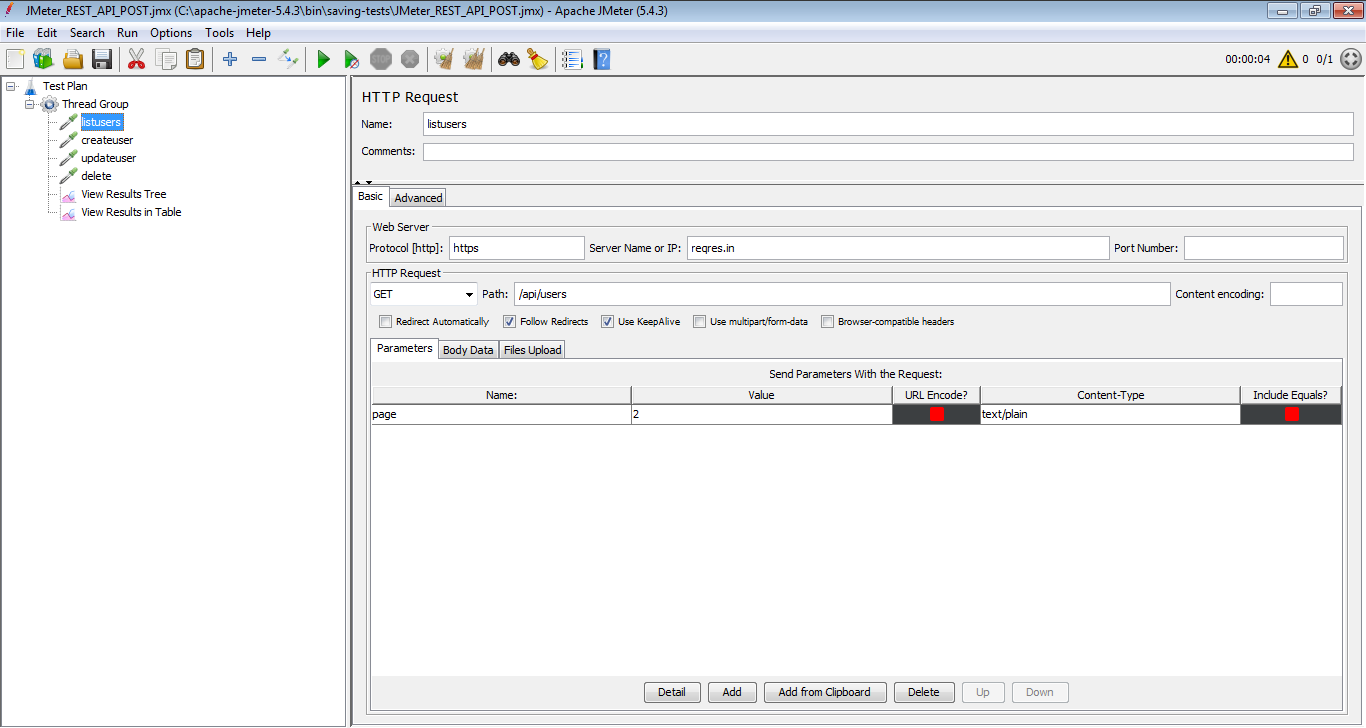 JMeter_REST_API_POST.jmx (C:\apache-jmeter-5.4.3\bin\saving-tests\JMeter_REST_API_POST.jmx) - Apache JMeter (5.4.3)
File Edit Search Run Options Tools Help
STOP 00:00:04 0 0/1
Test Plan
Thread Group
listusers
createuser
updateuser
delete
View Results Tree
View Results in Table
HTTP Request
Name: listusers
Comments:
Basic Advanced
Web Server
Protocol [http]: https Server Name or IP: reqres.in Port Number:
HTTP Request
GET Path: /api/users Content encoding:
Redirect Automatically Follow Redirects Use KeepAlive Use multipart/form-data Browser-compatible headers
Parameters Body Data Files Upload
Send Parameters With the Request:
Name: Value URL Encode? Content-Type Include Equals?
page 2 text/plain
Detail Add Add from Clipboard Delete Up Down